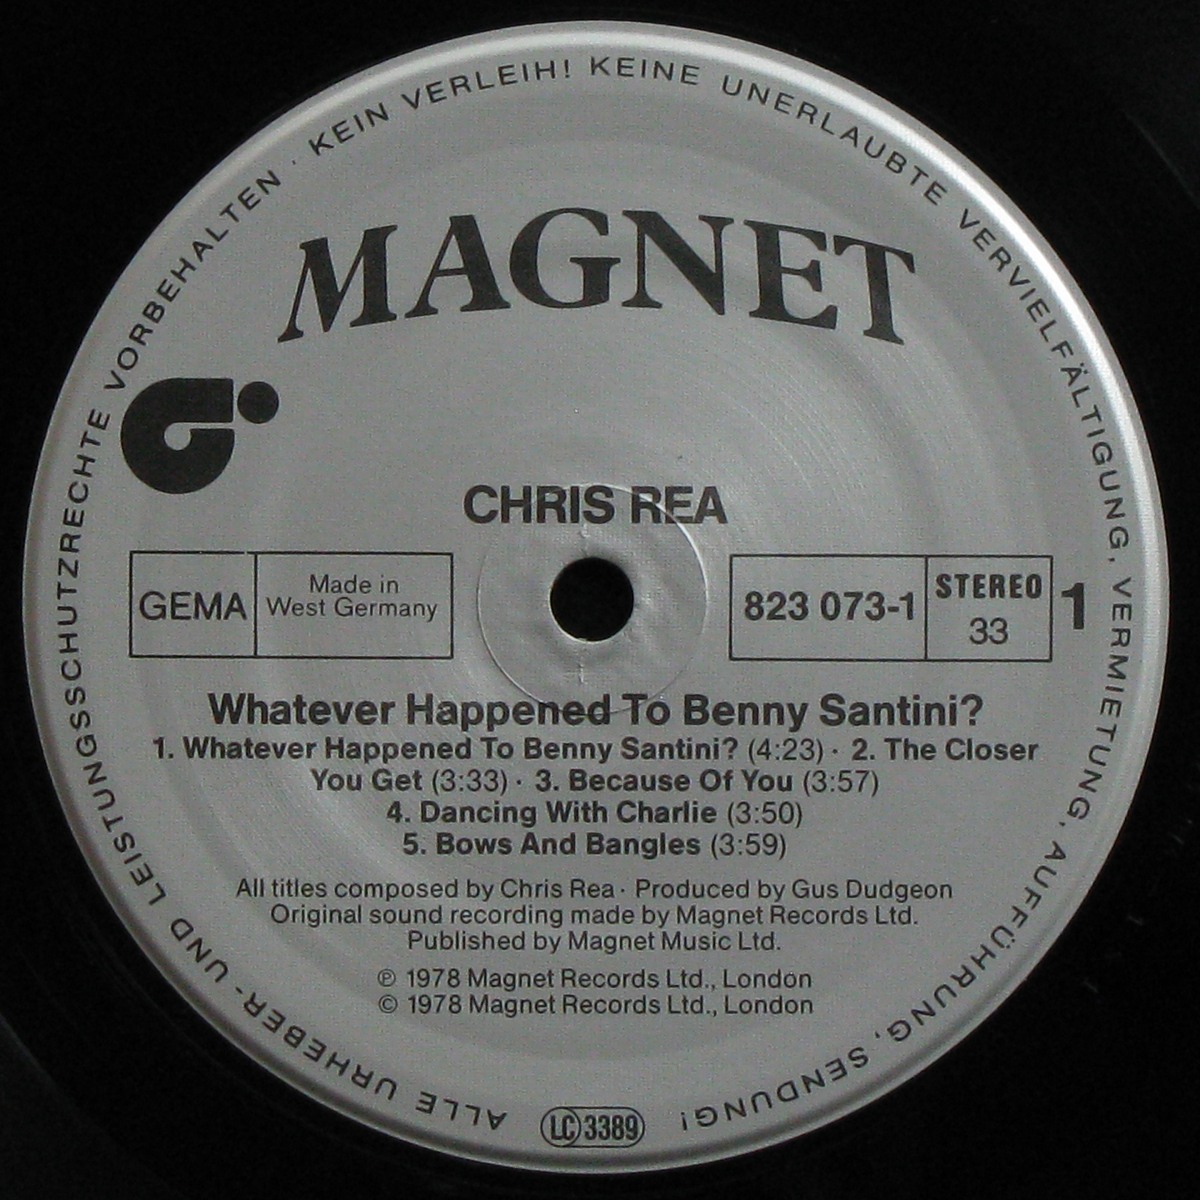 ALLE URHEBER- UND LEISTUNGSSCHUTZRECHTE VORBEHALTEN · KEIN VERLEIH! KEINE UNERLAUBTE VERVIELFÄLTIGUNG, VERMIETUNG, AUFFÜHRUNG, SENDUNG!
MAGNET
CHRIS REA
GEMA
Made in
West Germany
823 073-1
STEREO
33
1
Whatever Happened To Benny Santini?
1. Whatever Happened To Benny Santini? (4:23) · 2. The Closer
You Get (3:33) · 3. Because Of You (3:57)
4. Dancing With Charlie (3:50)
5. Bows And Bangles (3:59)
All titles composed by Chris Rea · Produced by Gus Dudgeon
Original sound recording made by Magnet Records Ltd.
Published by Magnet Music Ltd.
℗ 1978 Magnet Records Ltd., London
© 1978 Magnet Records Ltd., London
LC 3389